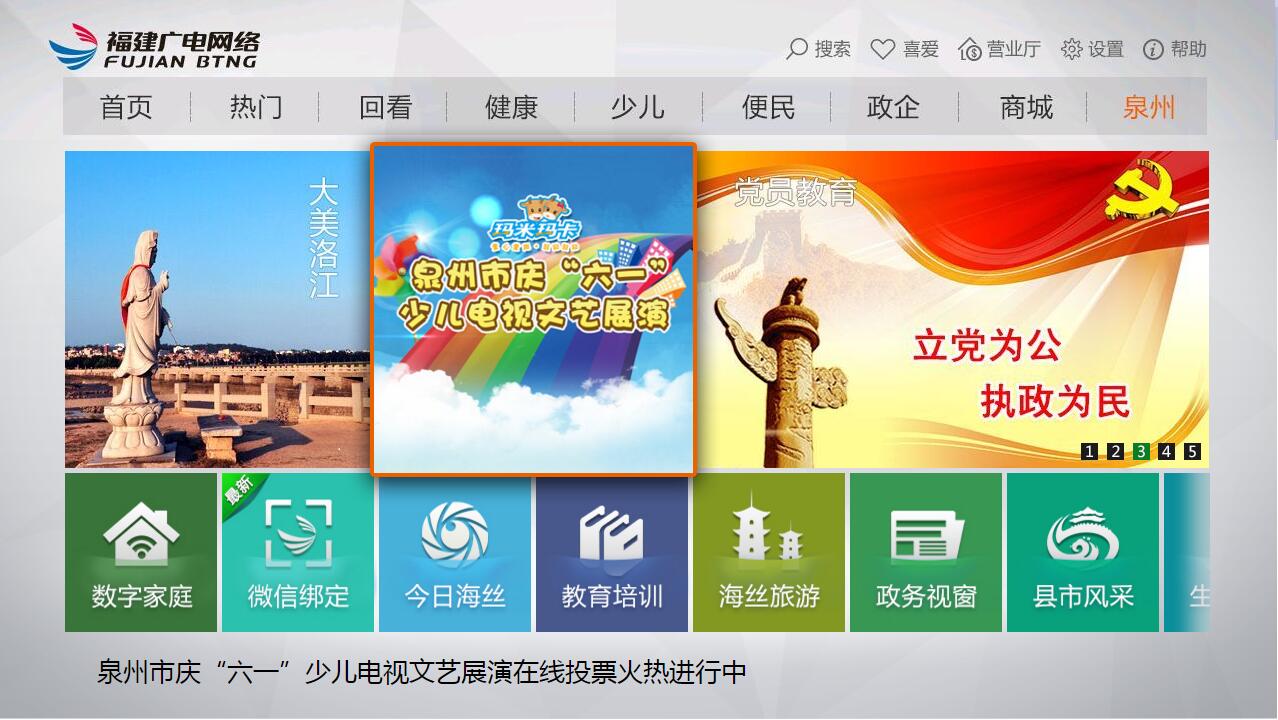 福建广电网络
FUJIAN BTNG
搜索 喜爱 营业厅 设置 帮助
首页 热门 回看 健康 少儿 便民 政企 商城 泉州
大美洛江
玛米玛卡
泉州市庆“六一”
少儿电视文艺展演
党员教育
立党为公
执政为民
1 2 3 4 5
最新
数字家庭 微信绑定 今日海丝 教育培训 海丝旅游 政务视窗 县市风采 生
泉州市庆“六一”少儿电视文艺展演在线投票火热进行中